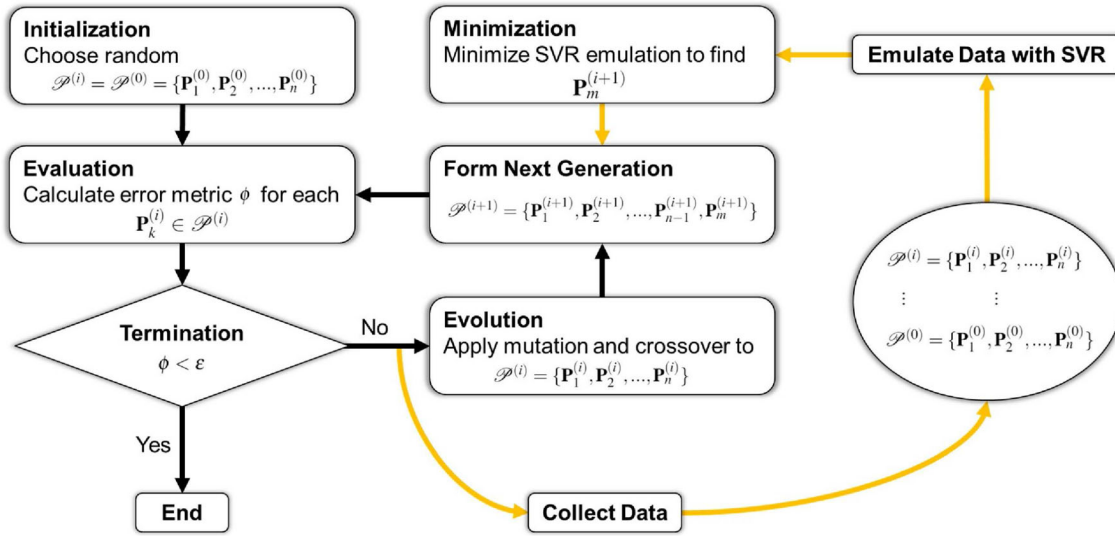 Initialization
Choose random
𝒫^(i) = 𝒫^(0) = {P_1^(0), P_2^(0), ..., P_n^(0)}
Evaluation
Calculate error metric ϕ for each
P_k^(i) ∈ 𝒫^(i)
Termination
ϕ < ε
Yes
End
No
Minimization
Minimize SVR emulation to find
P_m^(i+1)
Form Next Generation
𝒫^(i+1) = {P_1^(i+1), P_2^(i+1), ..., P_{n-1}^(i+1), P_m^(i+1)}
Evolution
Apply mutation and crossover to
𝒫^(i) = {P_1^(i), P_2^(i), ..., P_n^(i)}
Collect Data
Emulate Data with SVR
𝒫^(i) = {P_1^(i), P_2^(i), ..., P_n^(i)}
⋮ ⋮
𝒫^(0) = {P_1^(0), P_2^(0), ..., P_n^(0)}